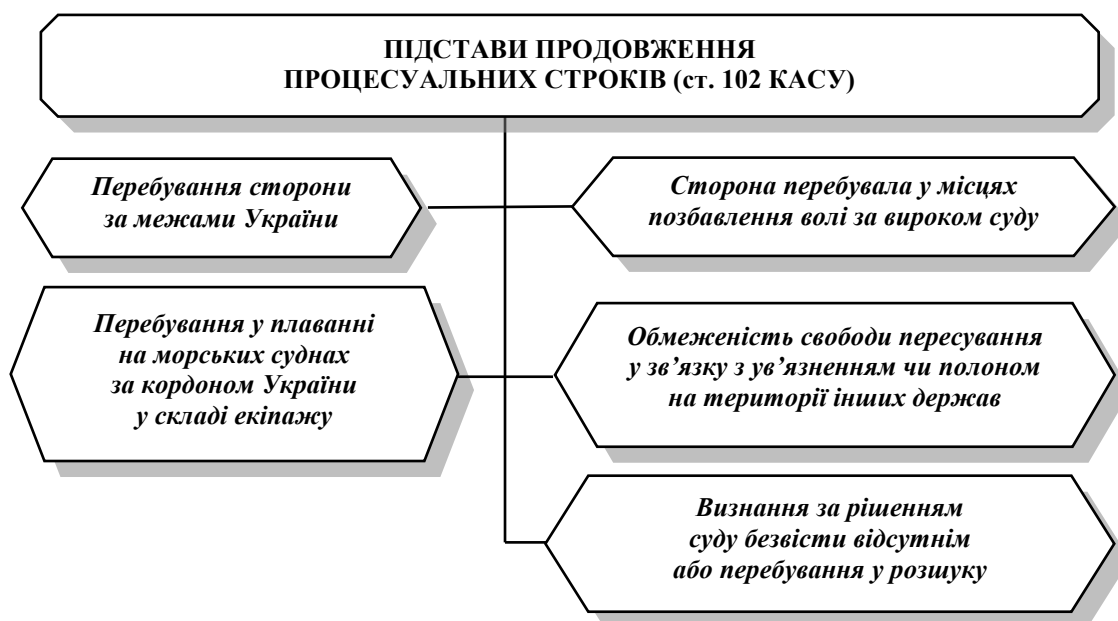 ПІДСТАВИ ПРОДОВЖЕННЯ
ПРОЦЕСУАЛЬНИХ СТРОКІВ (ст. 102 КАСУ)
Перебування сторони
за межами України
Сторона перебувала у місцях
позбавлення волі за вироком суду
Перебування у плаванні
на морських суднах
за кордоном України
у складі екіпажу
Обмеженість свободи пересування
у зв’язку з ув’язненням чи полоном
на території інших держав
Визнання за рішенням
суду безвісти відсутнім
або перебування у розшуку